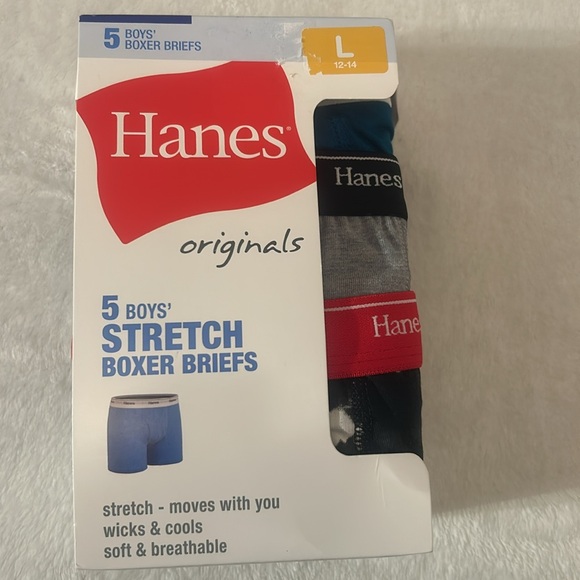 5 BOYS'
BOXER BRIEFS
L
12-14
Hanes
originals
Hanes
Hane
5 BOYS'
STRETCH
BOXER BRIEFS
stretch - moves with you
wicks & cools
soft & breathable